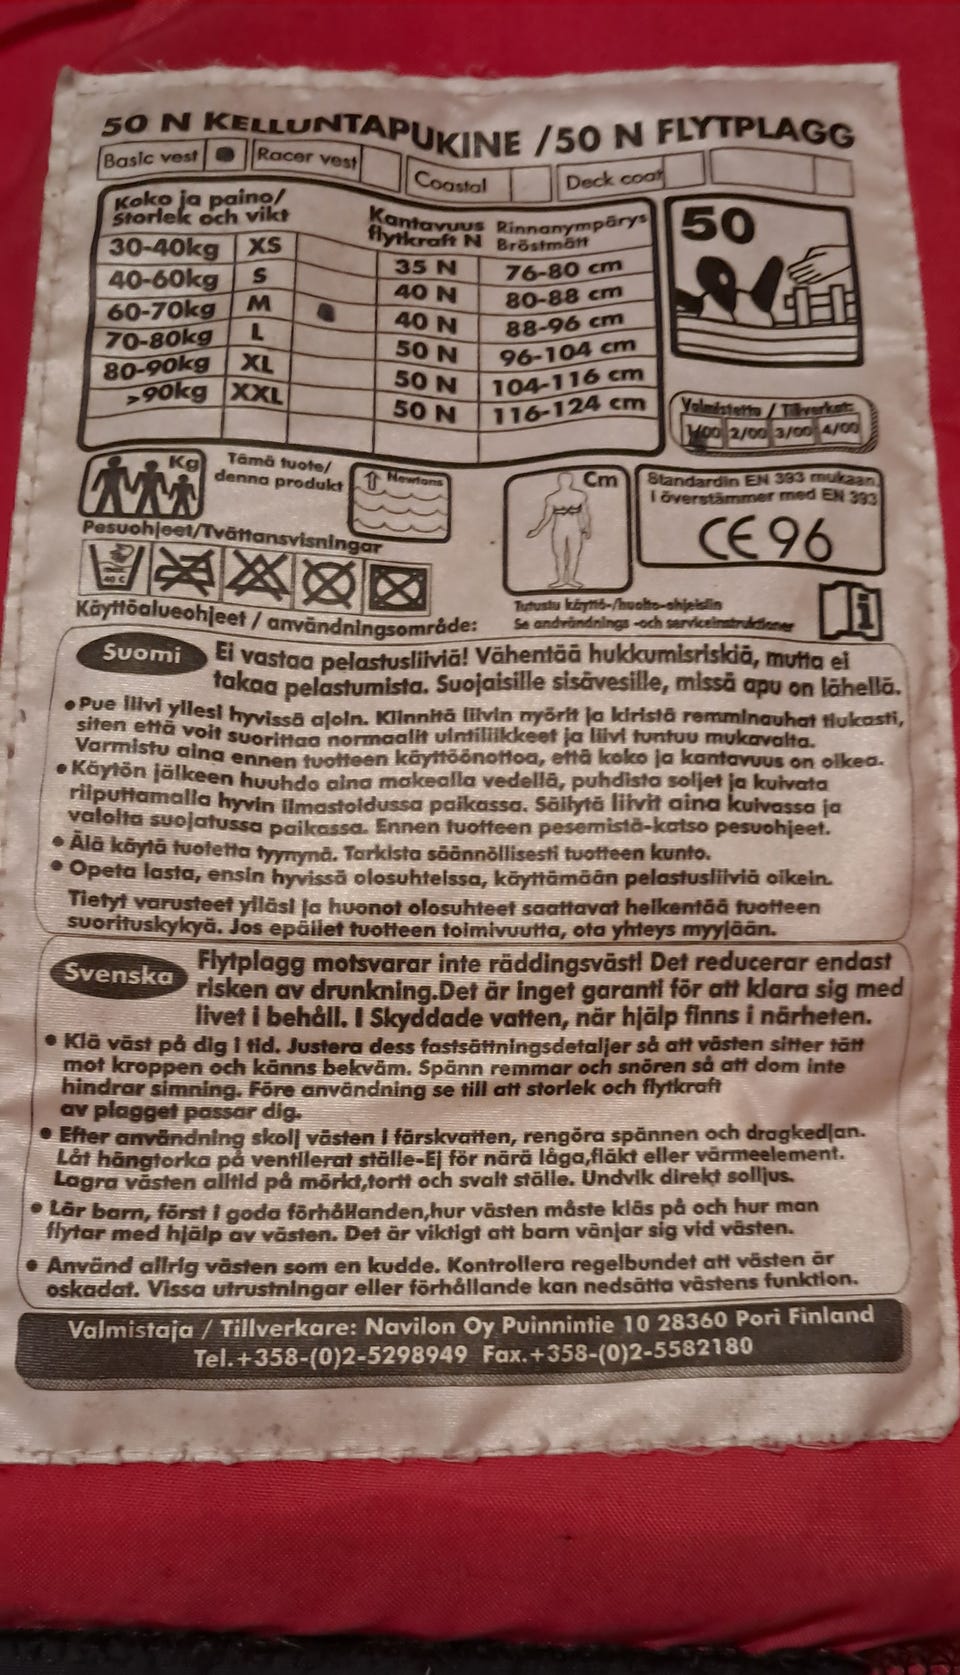 50 N KELLUNTAPUKINE /50 N FLYTPLAGG
Basic vest Racer vest Coastal Deck coat
Koko ja paino/
Storlek och vikt
Kantavuus
flytkraft N
Rinnanympärys
Bröstmått
30-40kg XS 35 N 76-80 cm
40-60kg S 40 N 80-88 cm
60-70kg M 40 N 88-96 cm
70-80kg L 50 N 96-104 cm
80-90kg XL 50 N 104-116 cm
>90kg XXL 50 N 116-124 cm
50
Valmistettu / Tillverkat:
1/00 2/00 3/00 4/00
Kg
Tämä tuote/
denna produkt
Newtons
Cm
Standardin EN 393 mukaan
I överstämmer med EN 393
CE 96
Pesuohjeet/Tvättansvisningar
40 C
Tutustu käyttö-/huolto-ohjeisiin
Se andvändnings -och serviceinstruktioner
i
Käyttöalueohjeet / användningsområde:
Suomi
Ei vastaa pelastusliiviä! Vähentää hukkumisriskiä, mutta ei
takaa pelastumista. Suojaisille sisävesille, missä apu on lähellä.
• Pue liivi yllesi hyvissä ajoin. Kiinnitä liivin nyörit ja kiristä remminauhat tiukasti,
siten että voit suorittaa normaalit uintiliikkeet ja liivi tuntuu mukavalta.
Varmistu aina ennen tuotteen käyttöönottoa, että koko ja kantavuus on oikea.
• Käytön jälkeen huuhdo aina makealla vedellä, puhdista soljet ja kuivata
riiputtamalla hyvin ilmastoidussa paikassa. Säilytä liivit aina kuivassa ja
valolta suojatussa paikassa. Ennen tuotteen pesemistä-katso pesuohjeet.
• Älä käytä tuotetta tyynynä. Tarkista säännöllisesti tuotteen kunto.
• Opeta lasta, ensin hyvissä olosuhteissa, käyttämään pelastusliiviä oikein.
Tietyt varusteet ylläsi ja huonot olosuhteet saattavat heikentää tuotteen
suorituskykyä. Jos epäilet tuotteen toimivuutta, ota yhteys myyjään.
Svenska
Flytplagg motsvarar inte räddingsväst! Det reducerar endast
risken av drunkning.Det är inget garanti för att klara sig med
livet i behåll. I Skyddade vatten, när hjälp finns i närheten.
• Klä väst på dig i tid. Justera dess fastsättningsdetaljer så att västen sitter tätt
mot kroppen och känns bekväm. Spänn remmar och snören så att dom inte
hindrar simning. Före användning se till att storlek och flytkraft
av plagget passar dig.
• Efter användning skolj västen i färskvatten, rengöra spännen och dragkedjan.
Låt hängtorka på ventilerat ställe-Ej för närä låga,fläkt eller värmeelement.
Lagra västen alltid på mörkt,tortt och svalt ställe. Undvik direkt solljus.
• Lär barn, först i goda förhållanden,hur västen måste kläs på och hur man
flytar med hjälp av västen. Det är viktigt att barn vänjar sig vid västen.
• Använd allrig västen som en kudde. Kontrollera regelbundet att västen är
oskadat. Vissa utrustningar eller förhållande kan nedsätta västens funktion.
Valmistaja / Tillverkare: Navilon Oy Puinnintie 10 28360 Pori Finland
Tel.+358-(0)2-5298949 Fax.+358-(0)2-5582180